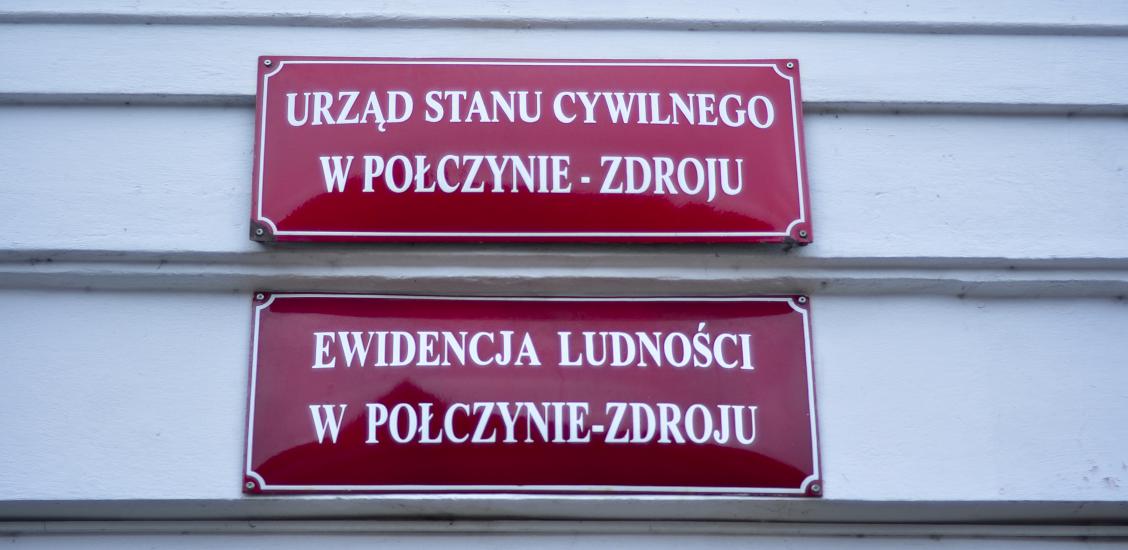 URZĄD STANU CYWILNEGO
W POŁCZYNIE - ZDROJU
EWIDENCJA LUDNOŚCI
W POŁCZYNIE-ZDROJU